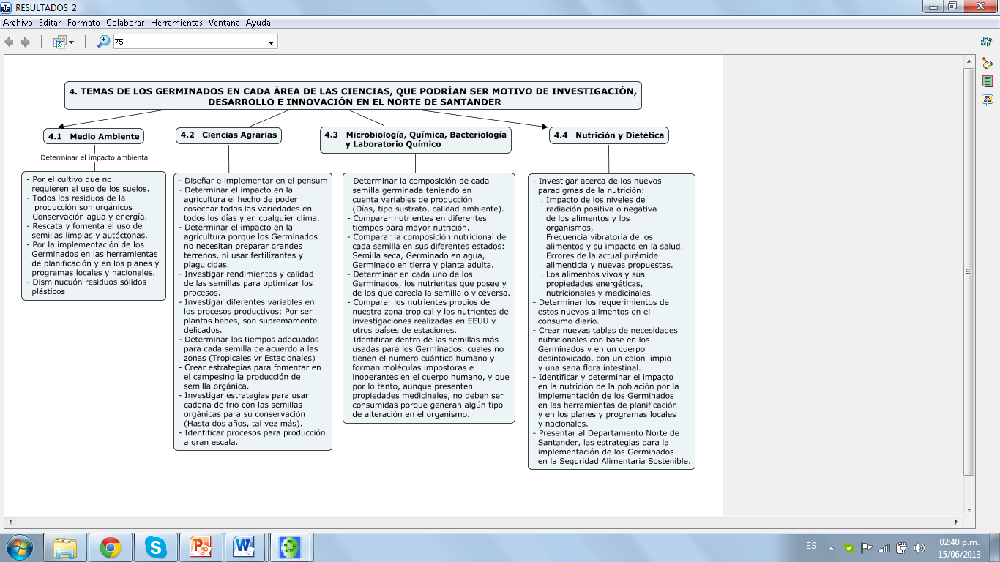 RESULTADOS_2
Archivo Editar Formato Colaborar Herramientas Ventana Ayuda
75
4. TEMAS DE LOS GERMINADOS EN CADA ÁREA DE LAS CIENCIAS, QUE PODRÍAN SER MOTIVO DE INVESTIGACIÓN,
DESARROLLO E INNOVACIÓN EN EL NORTE DE SANTANDER
4.1 Medio Ambiente
Determinar el impacto ambiental
- Por el cultivo que no
requieren el uso de los suelos.
- Todos los residuos de la
producción son orgánicos
- Conservación agua y energía.
- Rescata y fomenta el uso de
semillas limpias y autóctonas.
- Por la implementación de los
Germinados en las herramientas
de planificación y en los planes y
programas locales y nacionales.
- Disminucuón residuos sólidos
plásticos
4.2 Ciencias Agrarias
- Diseñar e implementar en el pensum
- Determinar el impacto en la
agricultura el hecho de poder
cosechar todas las variedades en
todos los días y en cualquier clima.
- Determinar el impacto en la
agricultura porque los Germinados
no necesitan preparar grandes
terrenos, ni usar fertilizantes y
plaguicidas.
- Investigar rendimientos y calidad
de las semillas para optimizar los
procesos.
- Investigar diferentes variables en
los procesos productivos: Por ser
plantas bebes, son supremamente
delicados.
- Determinar los tiempos adecuados
para cada semilla de acuerdo a las
zonas (Tropicales vr Estacionales)
- Crear estrategias para fomentar en
el campesino la producción de
semilla orgánica.
- Investigar estrategias para usar
cadena de frio con las semillas
orgánicas para su conservación
(Hasta dos años, tal vez más).
- Identificar procesos para producción
a gran escala.
4.3 Microbiología, Química, Bacteriología
y Laboratorio Químico
- Determinar la composición de cada
semilla germinada teniendo en
cuenta variables de producción
(Días, tipo sustrato, calidad ambiente).
- Comparar nutrientes en diferentes
tiempos para mayor nutrición.
- Comparar la composición nutricional de
cada semilla en sus diferentes estados:
Semilla seca, Germinado en agua,
Germinado en tierra y planta adulta.
- Determinar en cada uno de los
Germinados, los nutrientes que posee y
de los que carecía la semilla o viceversa.
- Comparar los nutrientes propios de
nuestra zona tropical y los nutrientes de
investigaciones realizadas en EEUU y
otros países de estaciones.
- Identificar dentro de las semillas más
usadas para los Germinados, cuales no
tienen el numero cuántico humano y
forman moléculas impostoras e
inoperantes en el cuerpo humano, y que
por lo tanto, aunque presenten
propiedades medicinales, no deben ser
consumidas porque generan algún tipo
de alteración en el organismo.
4.4 Nutrición y Dietética
- Investigar acerca de los nuevos
paradigmas de la nutrición:
. Impacto de los niveles de
radiación positiva o negativa
de los alimentos y los
organismos,
. Frecuencia vibratoria de los
alimentos y su impacto en la salud.
. Errores de la actual pirámide
alimenticia y nuevas propuestas.
. Los alimentos vivos y sus
propiedades energéticas,
nutricionales y medicinales.
- Determinar los requerimientos de
estos nuevos alimentos en el
consumo diario.
- Crear nuevas tablas de necesidades
nutricionales con base en los
Germinados y en un cuerpo
desintoxicado, con un colon limpio
y una sana flora intestinal.
- Identificar y determinar el impacto
en la nutrición de la población por la
implementación de los Germinados
en las herramientas de planificación
y en los planes y programas locales
y nacionales.
- Presentar al Departamento Norte de
Santander, las estrategias para la
implementación de los Germinados
en la Seguridad Alimentaria Sostenible.
ES
02:40 p.m.
15/06/2013